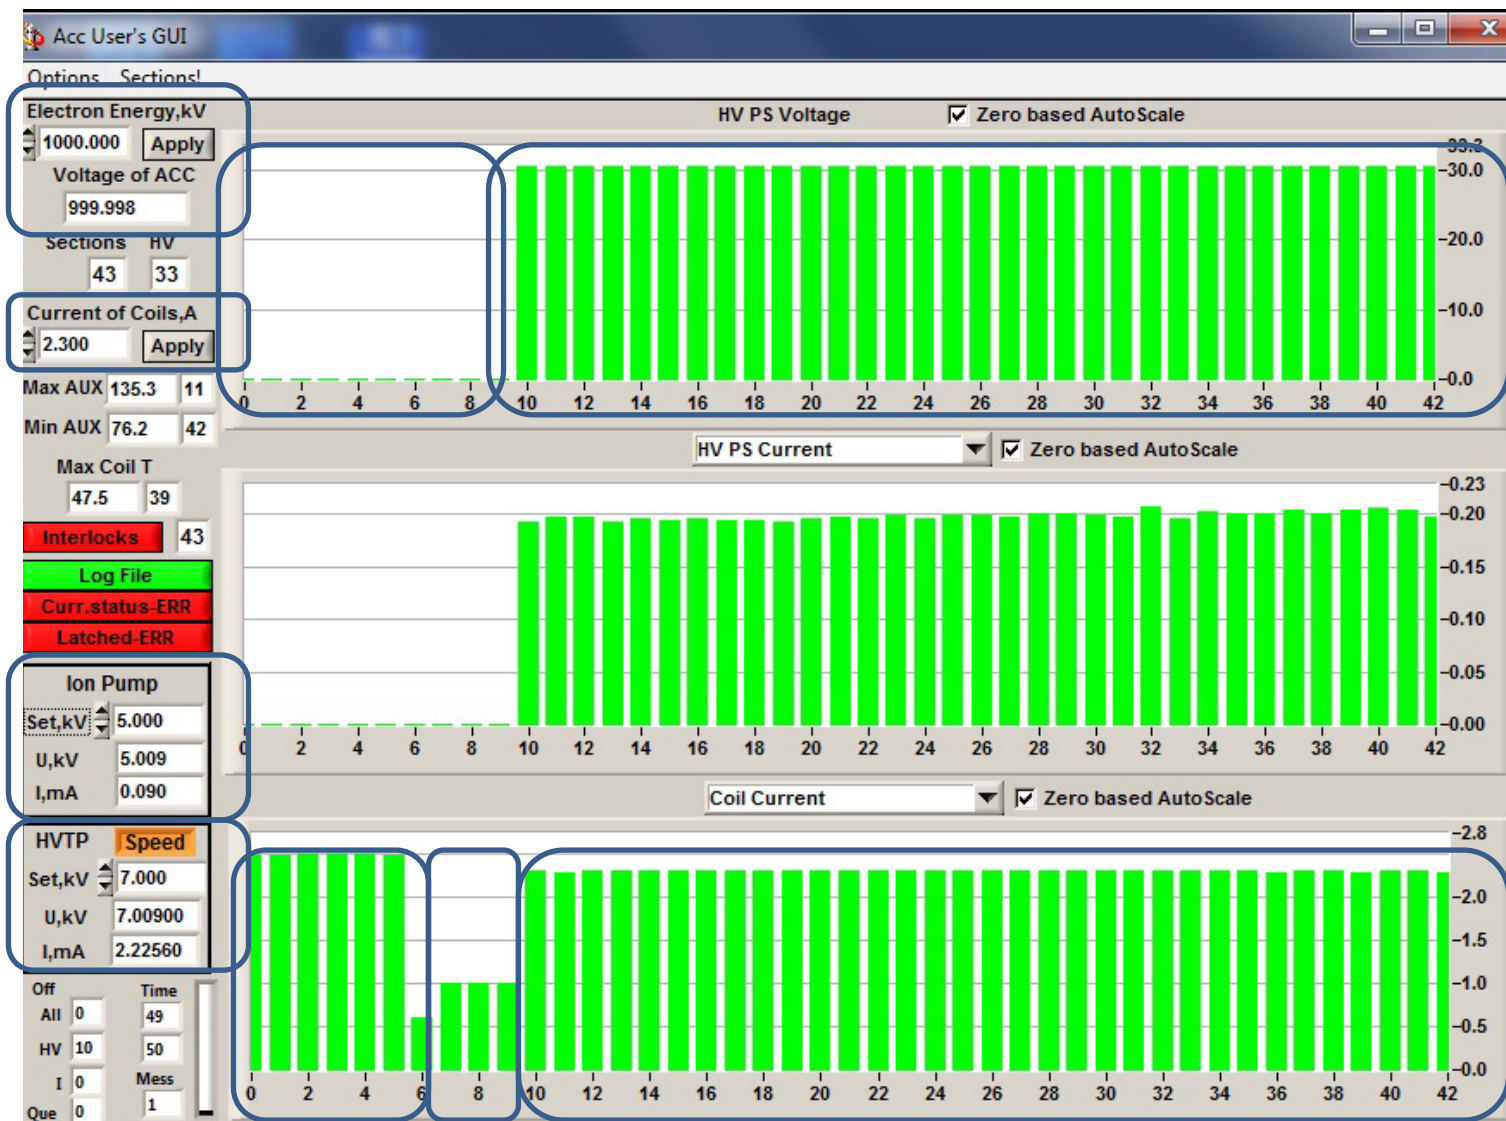 Acc User's GUI
Options Sections!
Electron Energy,kV
1000.000 Apply
Voltage of ACC
999.998
Sections HV
43 33
Current of Coils,A
2.300 Apply
Max AUX 135.3 11
Min AUX 76.2 42
Max Coil T
47.5 39
Interlocks 43
Log File
Curr.status-ERR
Latched-ERR
Ion Pump
Set,kV 5.000
U,kV 5.009
I,mA 0.090
HVTP Speed
Set,kV 7.000
U,kV 7.00900
I,mA 2.22560
Off Time
All 0 49
HV 10 50
I 0 Mess
Que 0 1
HV PS Voltage Zero based AutoScale
33.3
30.0
20.0
10.0
0.0
0 2 4 6 8 10 12 14 16 18 20 22 24 26 28 30 32 34 36 38 40 42
HV PS Current Zero based AutoScale
0.23
0.20
0.15
0.10
0.05
0.00
0 2 4 6 8 10 12 14 16 18 20 22 24 26 28 30 32 34 36 38 40 42
Coil Current Zero based AutoScale
2.8
2.0
1.5
1.0
0.5
0.0
0 2 4 6 8 10 12 14 16 18 20 22 24 26 28 30 32 34 36 38 40 42